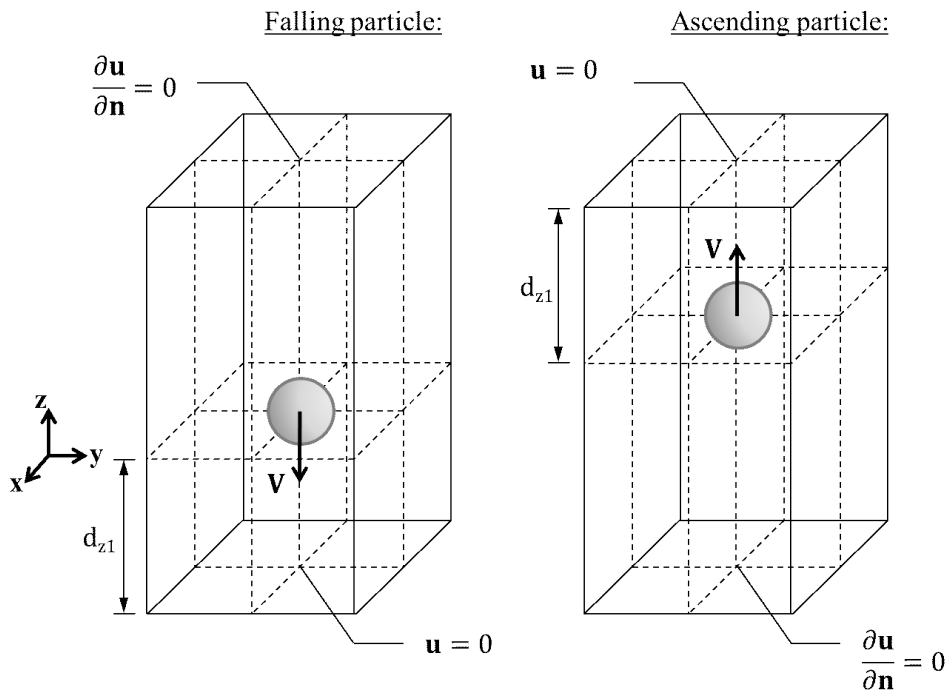 Falling particle:
Ascending particle:
∂u/∂n = 0
u = 0
V
d_z1
z
y
x
V
d_z1
u = 0
∂u/∂n = 0